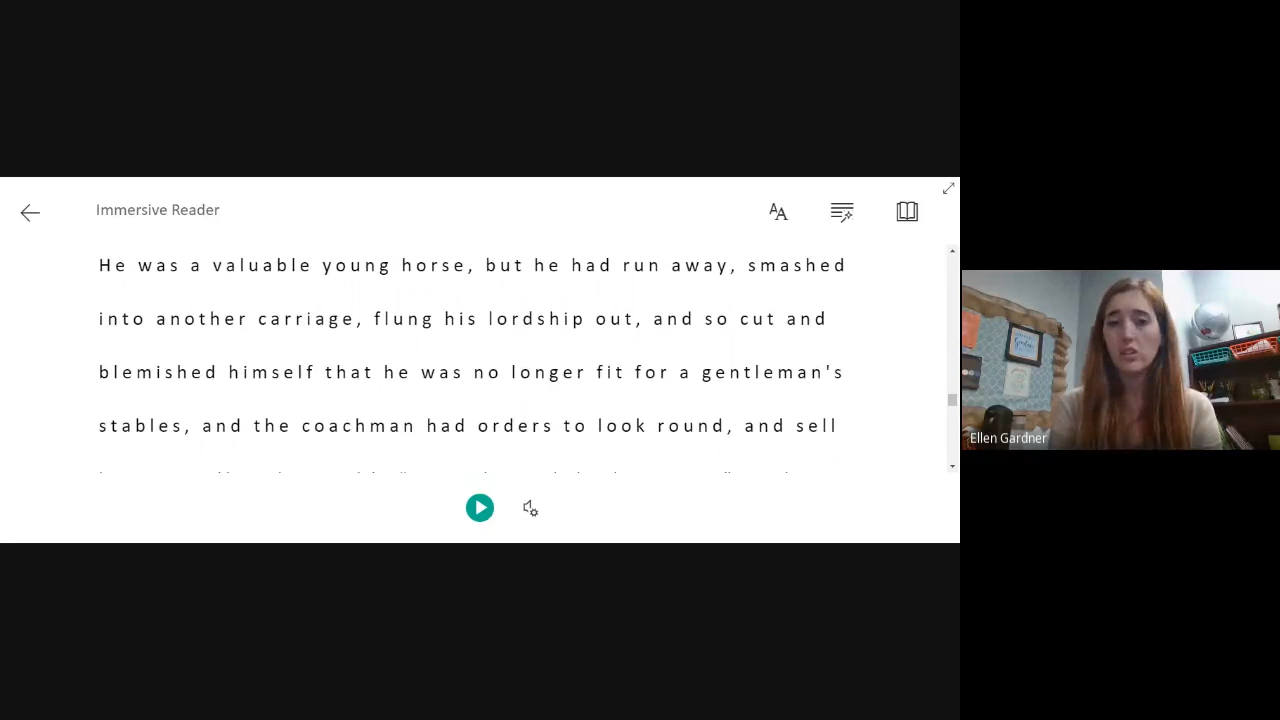 Immersive Reader
He was a valuable young horse, but he had run away, smashed
into another carriage, flung his lordship out, and so cut and
blemished himself that he was no longer fit for a gentleman's
stables, and the coachman had orders to look round, and sell
Ellen Gardner